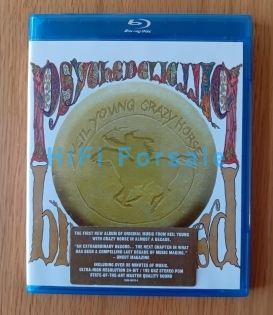 Blu-ray Disc
PSYCHEDELIC PILL
NEIL YOUNG CRAZY HORSE
HiFi Forsale
THE FIRST NEW ALBUM OF ORIGINAL MUSIC FROM NEIL YOUNG
WITH CRAZY HORSE IN ALMOST A DECADE.
"AN EXTRAORDINARY RECORD... THE NEXT CHAPTER IN WHAT
HAS BEEN A COMPELLING LAST DECADE OF MUSIC MAKING."
- UNCUT MAGAZINE
INCLUDING OVER 85 MINUTES OF MUSIC.
ULTRA-HIGH RESOLUTION 24-BIT / 192 KHZ STEREO PCM
STATE-OF-THE-ART MASTER QUALITY SOUND